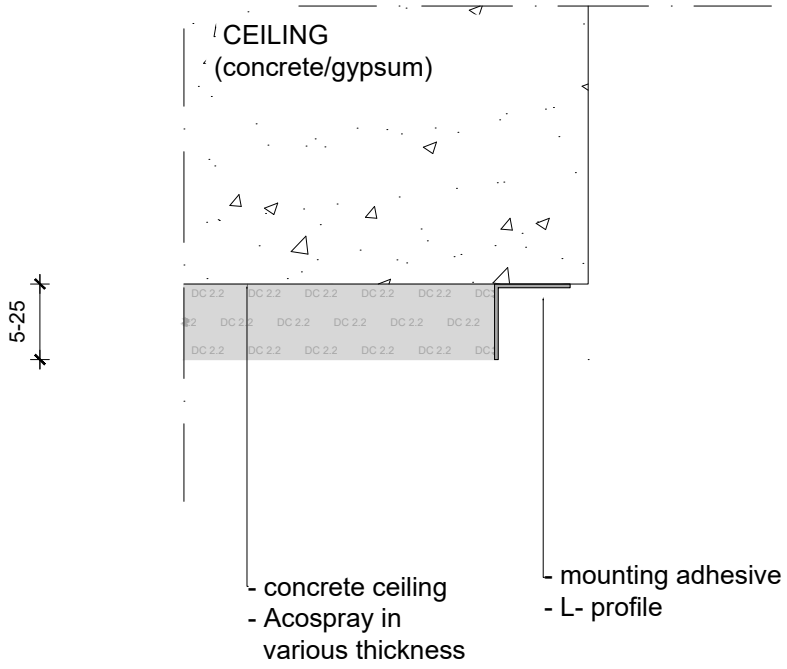 CEILING
(concrete/gypsum)
5-25
DC 2.2 DC 2.2 DC 2.2 DC 2.2 DC 2.2 DC2
2.2 DC 2.2 DC 2.2 DC 2.2 DC 2.2
DC 2.2 DC 2.2 DC 2.2 DC 2.2 DC 2.2 DC2
- concrete ceiling
- Acospray in
various thickness
- mounting adhesive
- L- profile